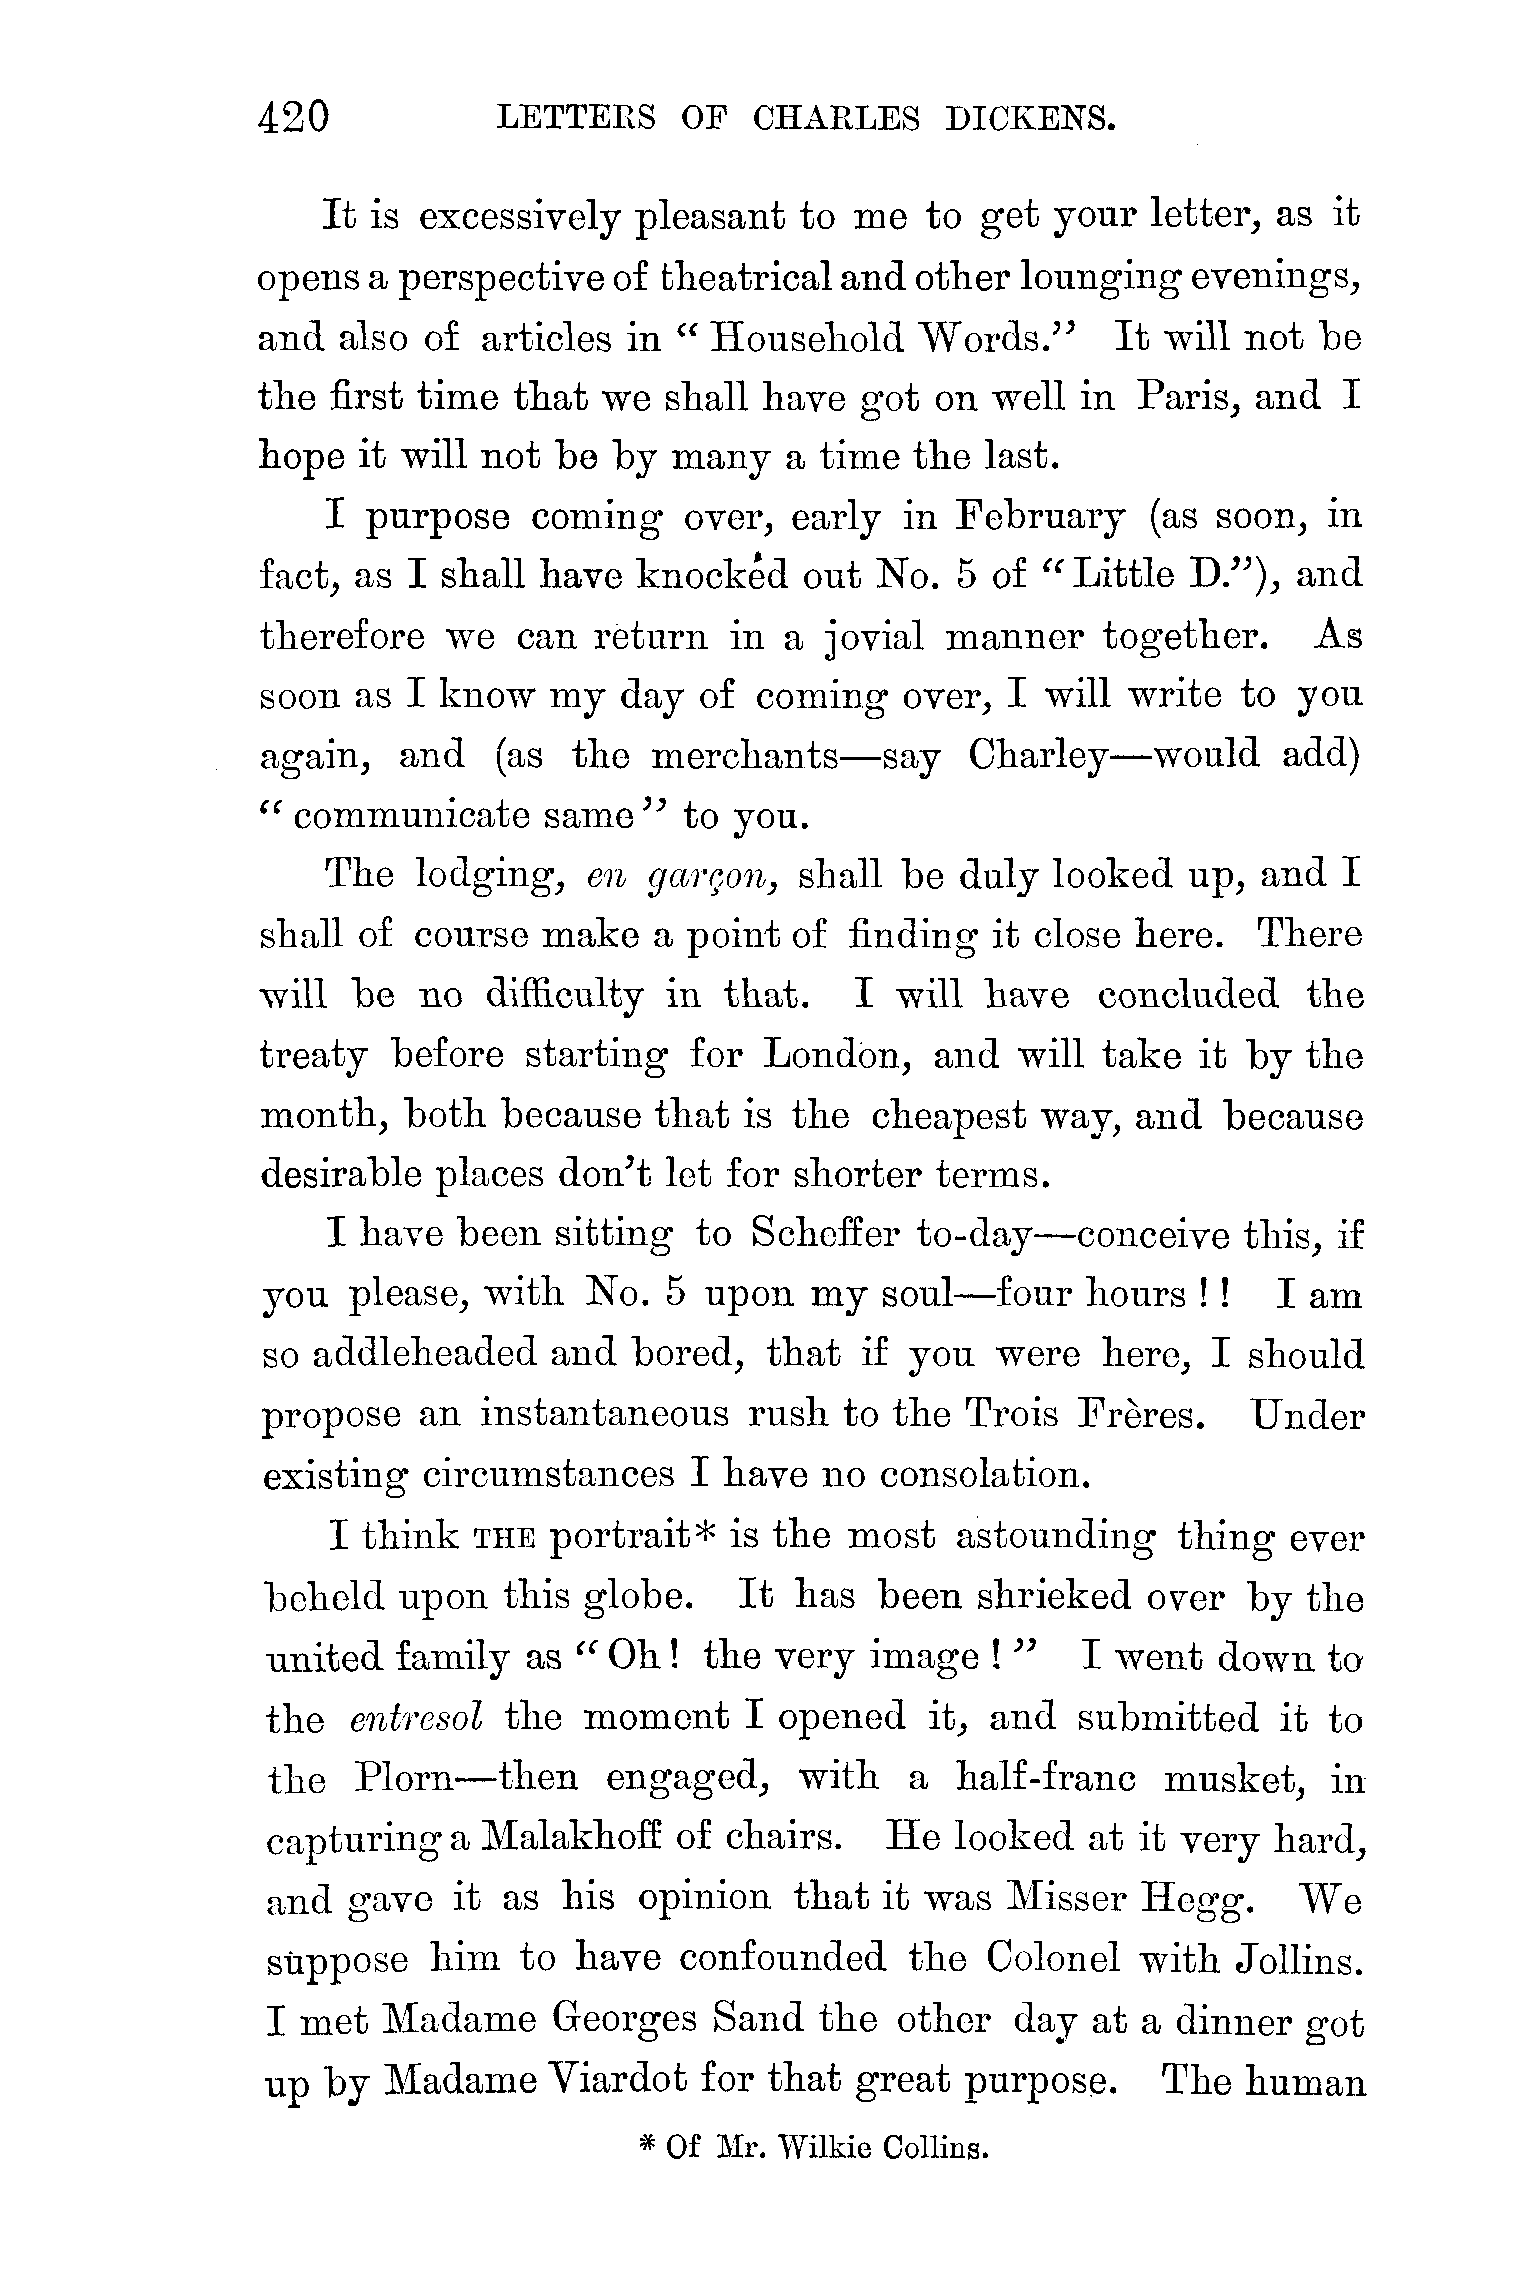 420 LETTERS OF CHARLES DICKENS.
It is excessively pleasant to me to get your letter, as it
opens a perspective of theatrical and other lounging evenings,
and also of articles in “Household Words.” It will not be
the first time that we shall have got on well in Paris, and I
hope it will not be by many a time the last.
I purpose coming over, early in February (as soon, in
fact, as I shall have knocked out No. 5 of “Little D.”), and
therefore we can return in a jovial manner together. As
soon as I know my day of coming over, I will write to you
again, and (as the merchants—say Charley—would add)
“communicate same” to you.
The lodging, en garçon, shall be duly looked up, and I
shall of course make a point of finding it close here. There
will be no difficulty in that. I will have concluded the
treaty before starting for London, and will take it by the
month, both because that is the cheapest way, and because
desirable places don’t let for shorter terms.
I have been sitting to Scheffer to-day—conceive this, if
you please, with No. 5 upon my soul—four hours!! I am
so addleheaded and bored, that if you were here, I should
propose an instantaneous rush to the Trois Frères. Under
existing circumstances I have no consolation.
I think THE portrait* is the most astounding thing ever
beheld upon this globe. It has been shrieked over by the
united family as “Oh! the very image!” I went down to
the entresol the moment I opened it, and submitted it to
the Plorn—then engaged, with a half-franc musket, in
capturing a Malakhoff of chairs. He looked at it very hard,
and gave it as his opinion that it was Misser Hegg. We
suppose him to have confounded the Colonel with Jollins.
I met Madame Georges Sand the other day at a dinner got
up by Madame Viardot for that great purpose. The human
* Of Mr. Wilkie Collins.